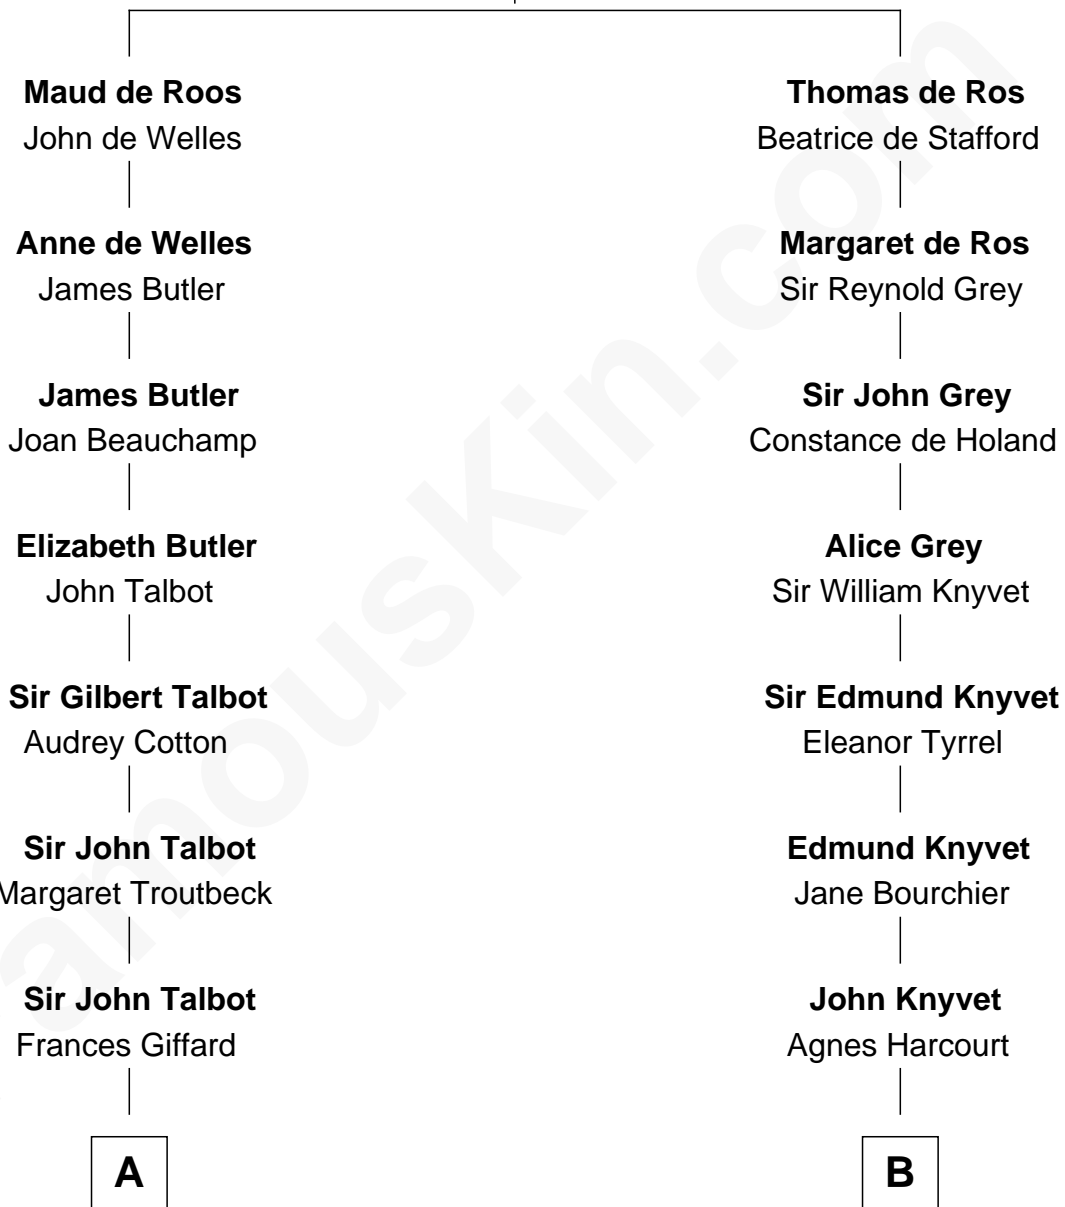 Maud de Roos
John de Welles
Thomas de Ros
Beatrice de Stafford
Anne de Welles
James Butler
Margaret de Ros
Sir Reynold Grey
James Butler
Joan Beauchamp
Sir John Grey
Constance de Holand
Elizabeth Butler
John Talbot
Alice Grey
Sir William Knyvet
Sir Gilbert Talbot
Audrey Cotton
Sir Edmund Knyvet
Eleanor Tyrrel
Sir John Talbot
Margaret Troutbeck
Edmund Knyvet
Jane Bourchier
Sir John Talbot
Frances Giffard
John Knyvet
Agnes Harcourt
A
B
amouskin.com